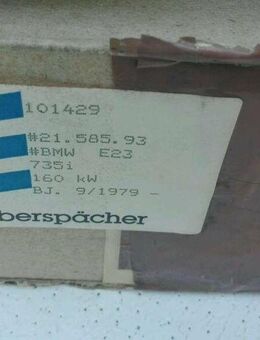 101429
#21.585.93
#BMW E23
735i
160 kW
BJ. 9/1979 -
berspächer